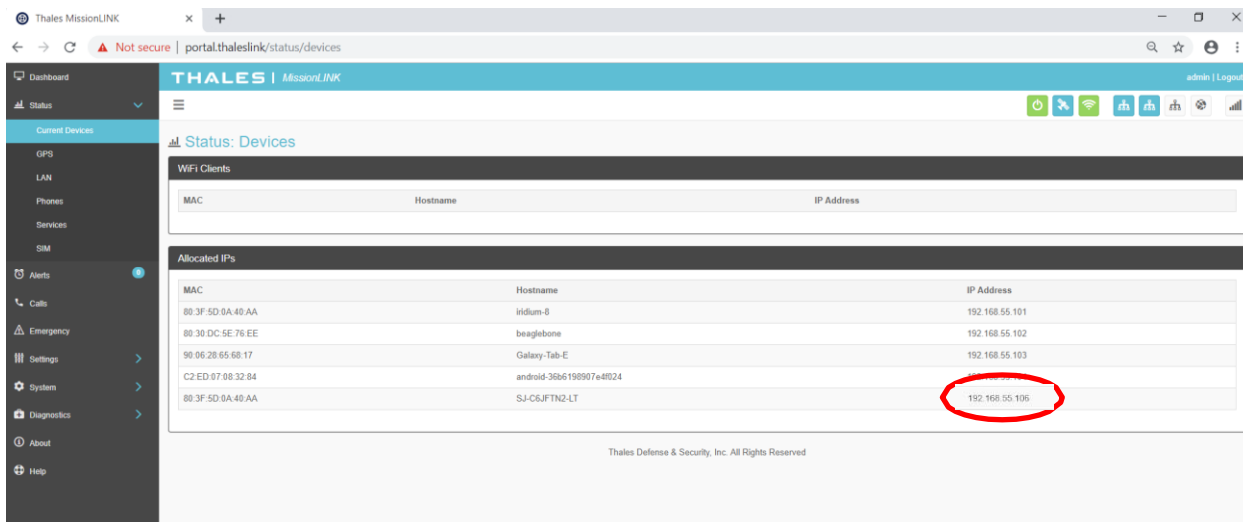 Thales MissionLINK
Not secure | portal.thaleslink/status/devices
Dashboard
THALES | MissionLINK
admin | Logout
Status
Current Devices
GPS
LAN
Phones
Services
SIM
Alerts 0
Calls
Emergency
Settings
System
Diagnostics
About
Help
Status: Devices
WiFi Clients
MAC Hostname IP Address
Allocated IPs
MAC Hostname IP Address
80:3F:5D:0A:40:AA iridium-8 192.168.55.101
80:30:DC:5E:76:EE beaglebone 192.168.55.102
90:06:28:65:68:17 Galaxy-Tab-E 192.168.55.103
C2:ED:07:08:32:84 android-36b6198907e4f024
80:3F:5D:0A:40:AA SJ-C6JFTN2-LT 192.168.55.106
Thales Defense & Security, Inc. All Rights Reserved